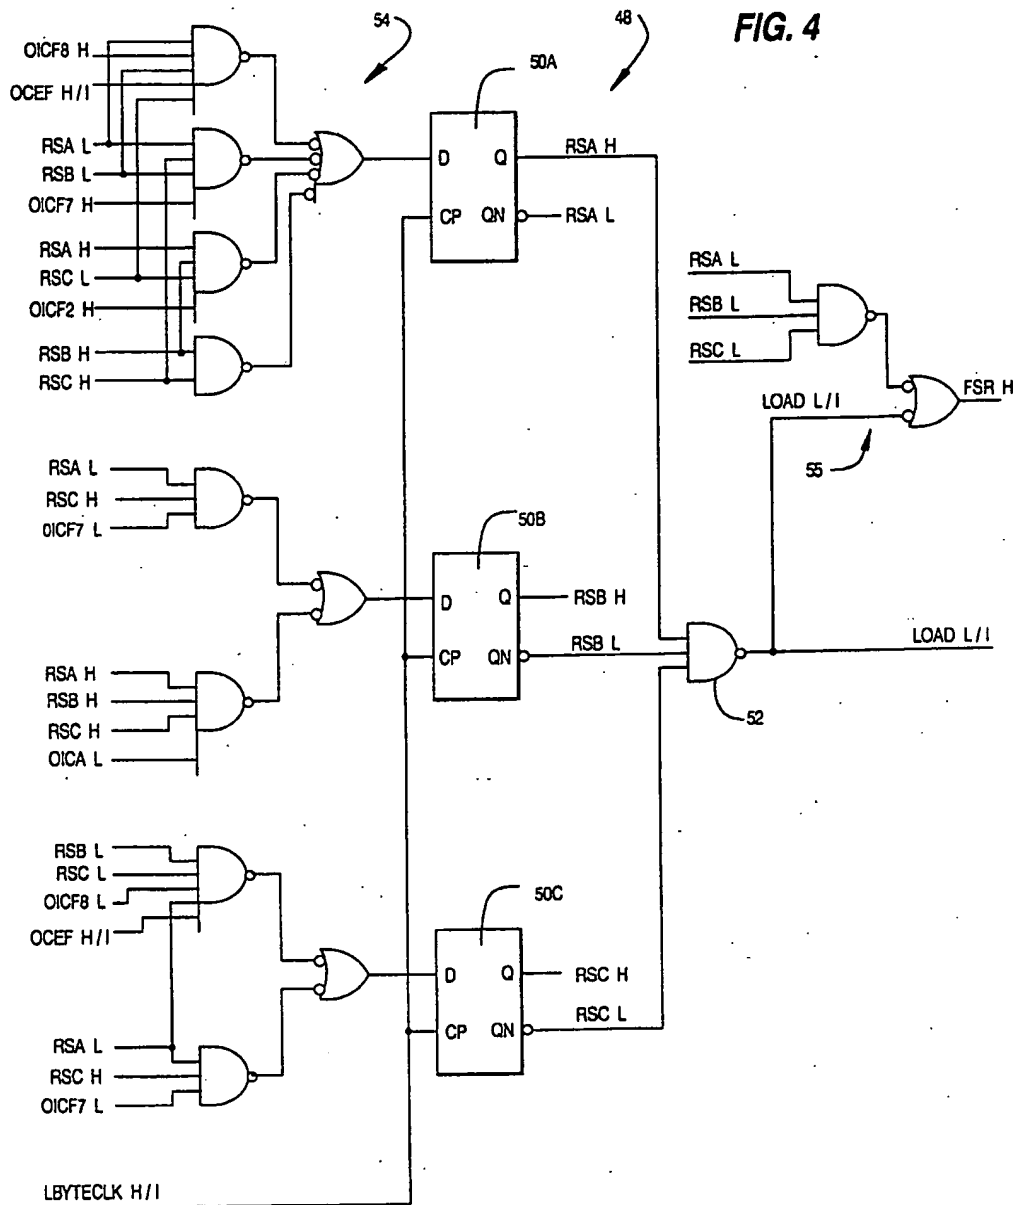 FIG. 4
54
48
OICF8 H
OCEF H/I
RSA L
RSB L
OICF7 H
RSA H
RSC L
OICF2 H
RSB H
RSC H
50A
D
Q
CP
QN
RSA H
RSA L
RSA L
RSB L
RSC L
LOAD L/I
FSR H
55
RSA L
RSC H
OICF7 L
50B
D
Q
CP
QN
RSB H
RSB L
LOAD L/I
52
RSA H
RSB H
RSC H
OICA L
RSB L
RSC L
OICF8 L
OCEF H/I
50C
D
Q
CP
QN
RSC H
RSC L
RSA L
RSC H
OICF7 L
LBYTECLK H/I